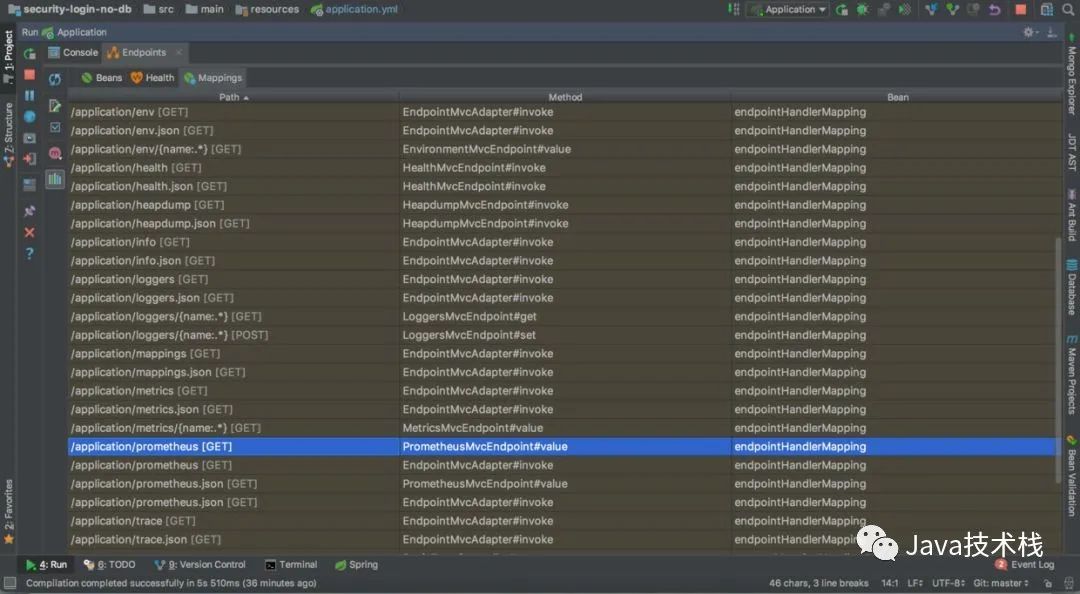 security-login-no-db src main resources application.yml Application
Run Application
Console Endpoints
Beans Health Mappings
Path Method Bean
/application/env [GET] EndpointMvcAdapter#invoke endpointHandlerMapping
/application/env.json [GET] EndpointMvcAdapter#invoke endpointHandlerMapping
/application/env/{name:.*} [GET] EnvironmentMvcEndpoint#value endpointHandlerMapping
/application/health [GET] HealthMvcEndpoint#invoke endpointHandlerMapping
/application/health.json [GET] HealthMvcEndpoint#invoke endpointHandlerMapping
/application/heapdump [GET] HeapdumpMvcEndpoint#invoke endpointHandlerMapping
/application/heapdump.json [GET] HeapdumpMvcEndpoint#invoke endpointHandlerMapping
/application/info [GET] EndpointMvcAdapter#invoke endpointHandlerMapping
/application/info.json [GET] EndpointMvcAdapter#invoke endpointHandlerMapping
/application/loggers [GET] EndpointMvcAdapter#invoke endpointHandlerMapping
/application/loggers.json [GET] EndpointMvcAdapter#invoke endpointHandlerMapping
/application/loggers/{name:.*} [GET] LoggersMvcEndpoint#get endpointHandlerMapping
/application/loggers/{name:.*} [POST] LoggersMvcEndpoint#set endpointHandlerMapping
/application/mappings [GET] EndpointMvcAdapter#invoke endpointHandlerMapping
/application/mappings.json [GET] EndpointMvcAdapter#invoke endpointHandlerMapping
/application/metrics [GET] EndpointMvcAdapter#invoke endpointHandlerMapping
/application/metrics.json [GET] EndpointMvcAdapter#invoke endpointHandlerMapping
/application/metrics/{name:.*} [GET] MetricsMvcEndpoint#value endpointHandlerMapping
/application/prometheus [GET] PrometheusMvcEndpoint#value endpointHandlerMapping
/application/prometheus [GET] EndpointMvcAdapter#invoke endpointHandlerMapping
/application/prometheus.json [GET] PrometheusMvcEndpoint#value endpointHandlerMapping
/application/prometheus.json [GET] EndpointMvcAdapter#invoke endpointHandlerMapping
/application/trace [GET] EndpointMvcAdapter#invoke endpointHandlerMapping
/application/trace.json [GET] EndpointMvcAdapter#invoke endpointHandlerMapping
1: Project
Z: Structure
2: Favorites
Mongo Explorer
JDT AST
Ant Build
Database
Maven Projects
Bean Validation
Java技术栈
4: Run 6: TODO 9: Version Control Terminal Spring 2 Event Log
Compilation completed successfully in 5s 510ms (36 minutes ago) 46 chars, 3 line breaks 14:1 LF UTF-8 Git: master